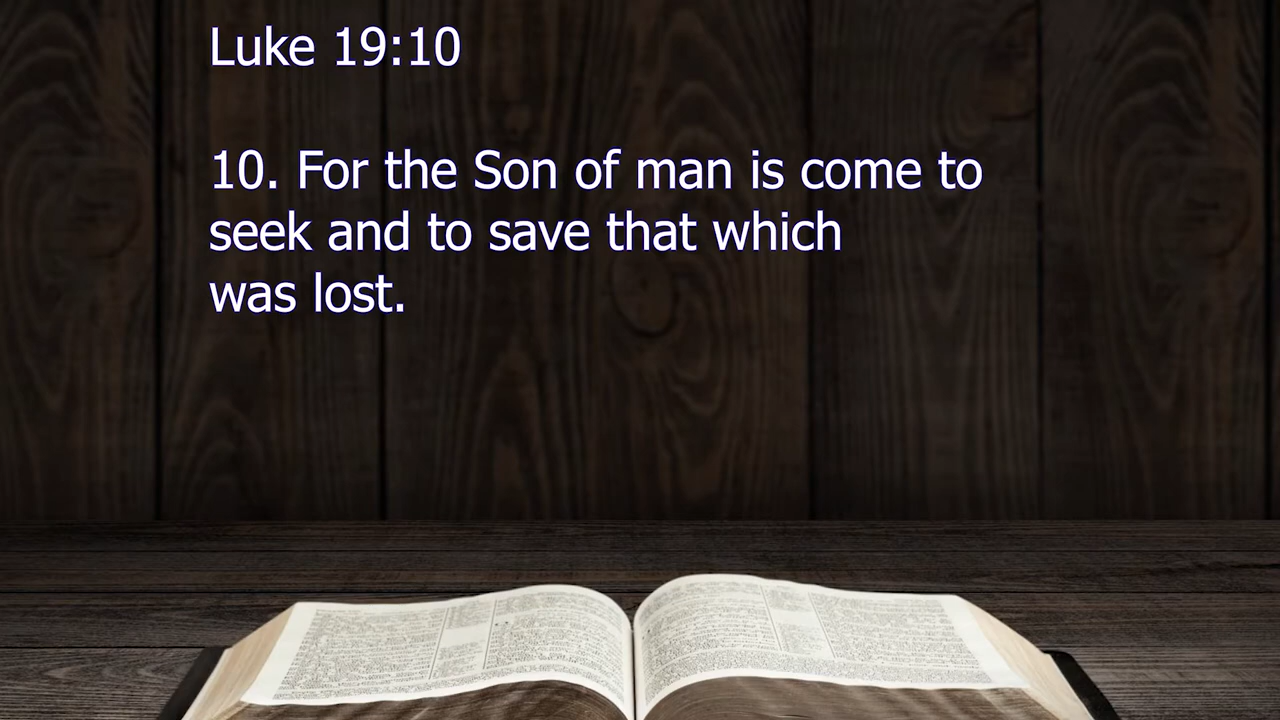 Luke 19:10
10. For the Son of man is come to
seek and to save that which
was lost.